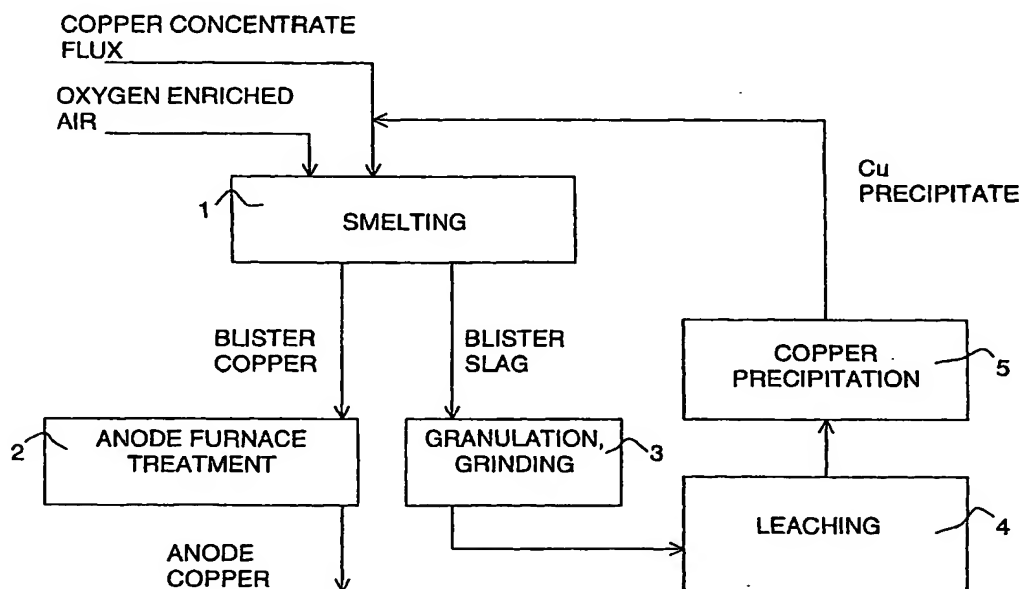 COPPER CONCENTRATE
FLUX
OXYGEN ENRICHED
AIR
Cu
PRECIPITATE
1
SMELTING
BLISTER
COPPER
BLISTER
SLAG
COPPER
PRECIPITATION
5
2
ANODE FURNACE
TREATMENT
GRANULATION,
GRINDING
3
LEACHING
4
ANODE
COPPER